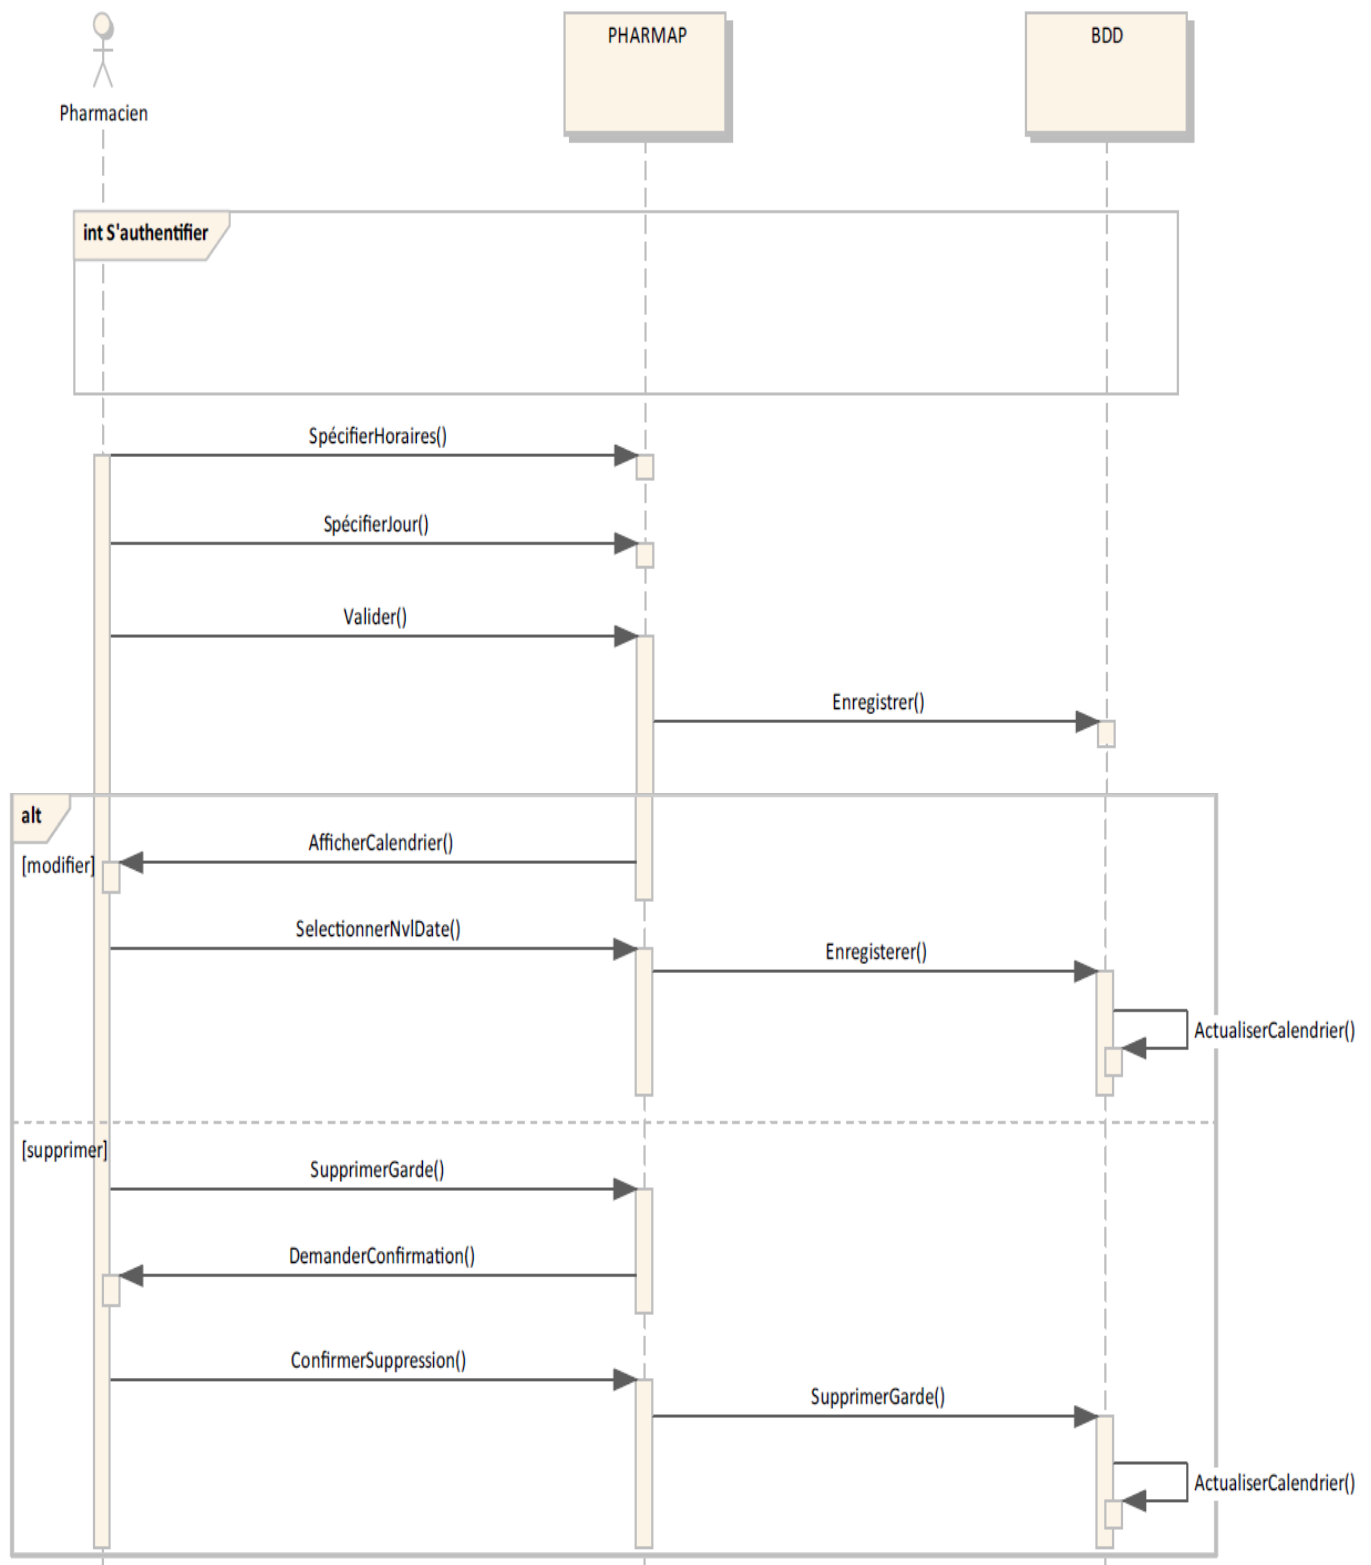 Pharmacien
PHARMAP
BDD
int S'authentifier
SpécifierHoraires()
SpécifierJour()
Valider()
Enregistrer()
alt
[modifier]
AfficherCalendrier()
SelectionnerNvlDate()
Enregisterer()
ActualiserCalendrier()
[supprimer]
SupprimerGarde()
DemanderConfirmation()
ConfirmerSuppression()
SupprimerGarde()
ActualiserCalendrier()